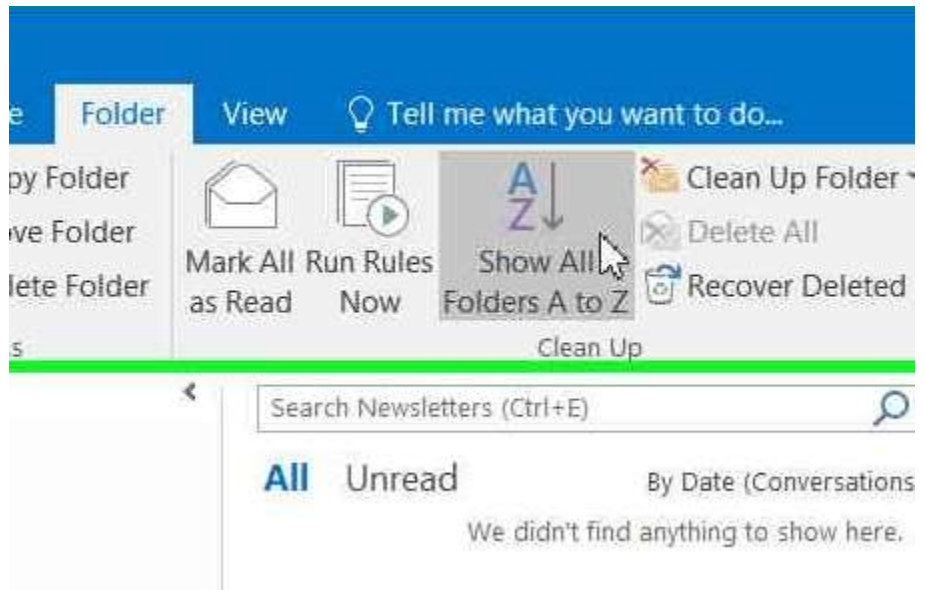 e Folder View Tell me what you want to do...
py Folder
ve Folder
lete Folder
Mark All
as Read
Run Rules
Now
Show All
Folders A to Z
Clean Up Folder
Delete All
Recover Deleted
s
Clean Up
Search Newsletters (Ctrl+E)
All Unread By Date (Conversations
We didn't find anything to show here.